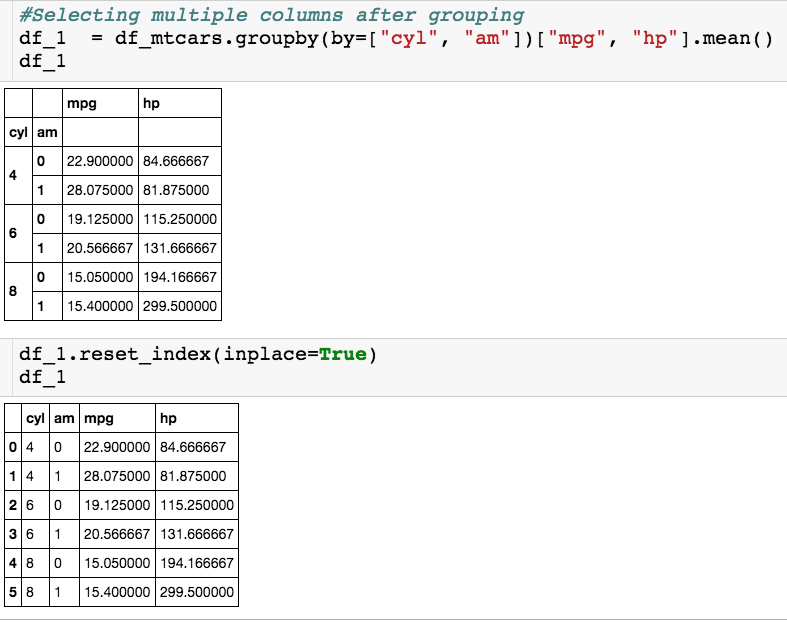 #Selecting multiple columns after grouping
df_1  = df_mtcars.groupby(by=["cyl", "am"])["mpg", "hp"].mean()
df_1
mpg hp
cyl am
4 0 22.900000 84.666667
1 28.075000 81.875000
6 0 19.125000 115.250000
1 20.566667 131.666667
8 0 15.050000 194.166667
1 15.400000 299.500000
df_1.reset_index(inplace=True)
df_1
cyl am mpg hp
0 4 0 22.900000 84.666667
1 4 1 28.075000 81.875000
2 6 0 19.125000 115.250000
3 6 1 20.566667 131.666667
4 8 0 15.050000 194.166667
5 8 1 15.400000 299.500000